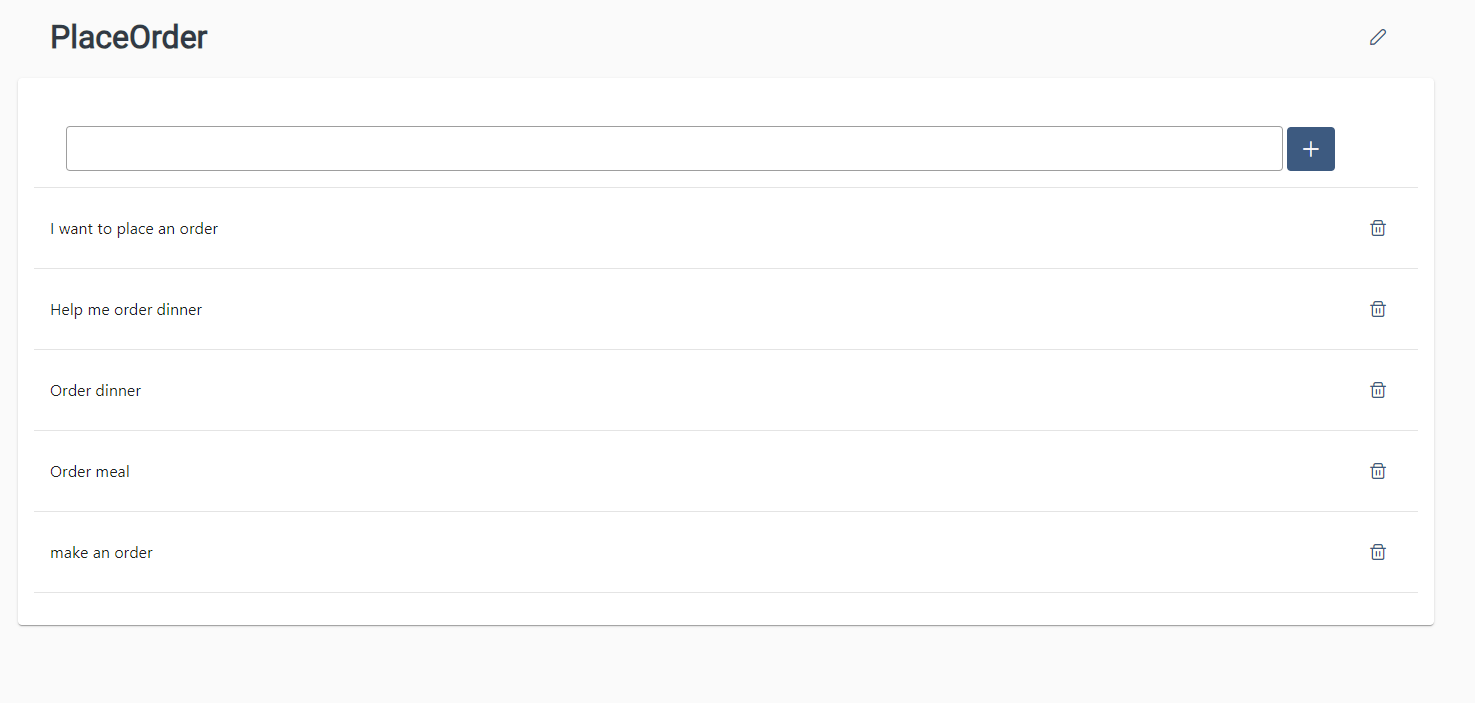 PlaceOrder
I want to place an order
Help me order dinner
Order dinner
Order meal
make an order